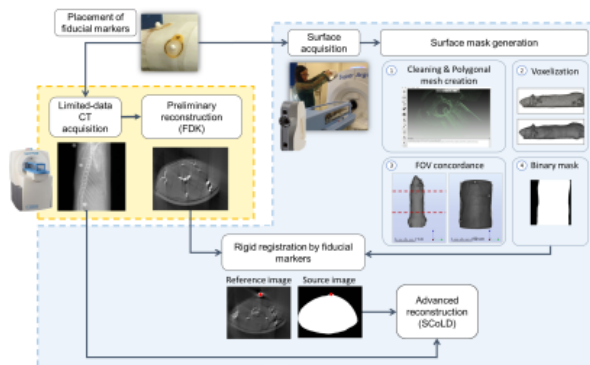 Placement of
fiducial markers
Surface
acquisition
Surface mask generation
1
Cleaning & Polygonal
mesh creation
2
Voxelization
Limited-data
CT
acquisition
Preliminary
reconstruction
(FDK)
3
FOV concordance
4
Binary mask
Rigid registration by fiducial
markers
Reference image
Source image
Advanced
reconstruction
(SCoLD)